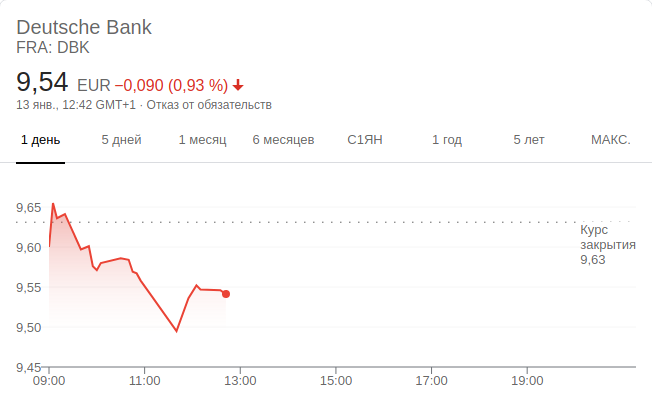 Deutsche Bank
FRA: DBK
9,54 EUR −0,090 (0,93 %)
13 янв., 12:42 GMT+1 · Отказ от обязательств
1 день 5 дней 1 месяц 6 месяцев С1ЯН 1 год 5 лет МАКС.
9,65
Курс
закрытия
9,63
9,60
9,55
9,50
9,45
09:00 11:00 13:00 15:00 17:00 19:00